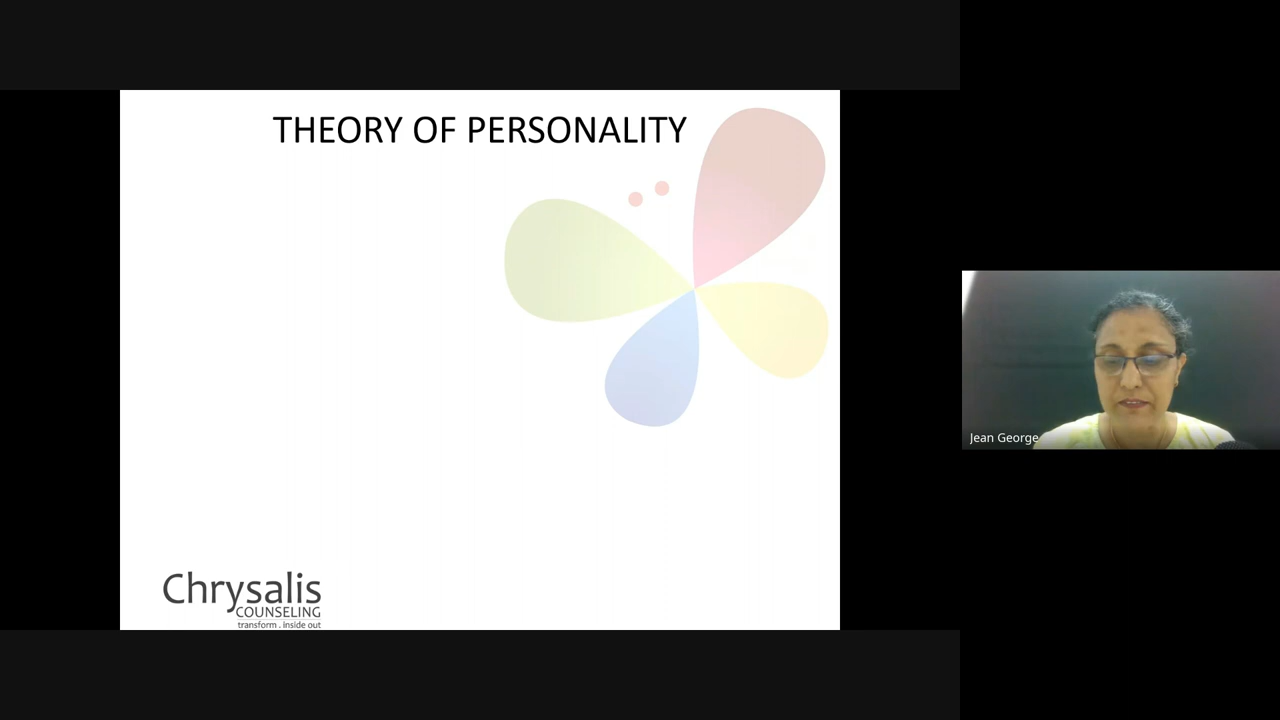 THEORY OF PERSONALITY
Chrysalis
COUNSELING
transform . inside out
Jean George